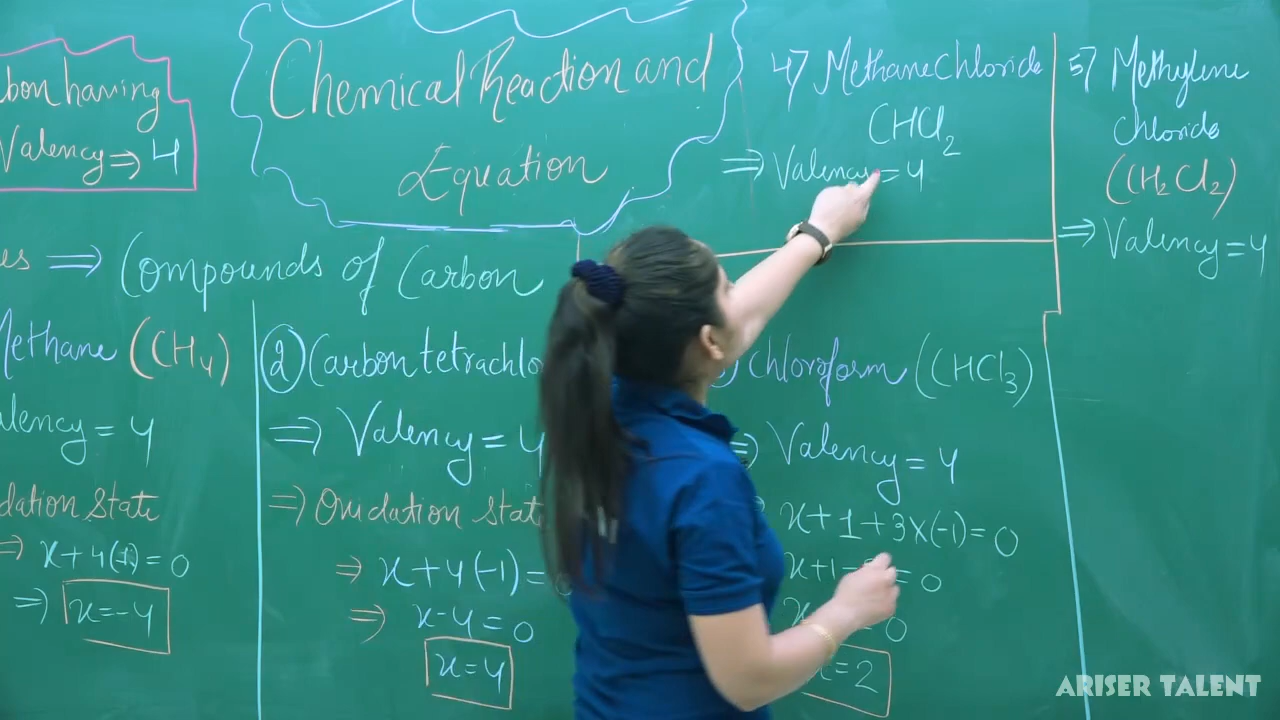 bon having
Valency ⇒ 4
Chemical Reaction and
Equation
es ⇒ Compounds of Carbon
Methane (CH4)
alency = 4
dation State
⇒ x+4(1)=0
⇒) x=-4
② Carbon tetrachlo
⇒ Valency = 4
⇒) Oxidation Stat
⇒ x+4(-1)=
⇒ x-4=0
x=4
Chloroform (CHCl3)
⇒) Valency = 4
x+1+3x(-1)=0
x+1-3=0
x=2
4) Methane Chloride
CHCl2
⇒ Valency = 4
5) Methylene
Chloride
(CH2Cl2)
⇒ Valency = 4
ARISER TALENT